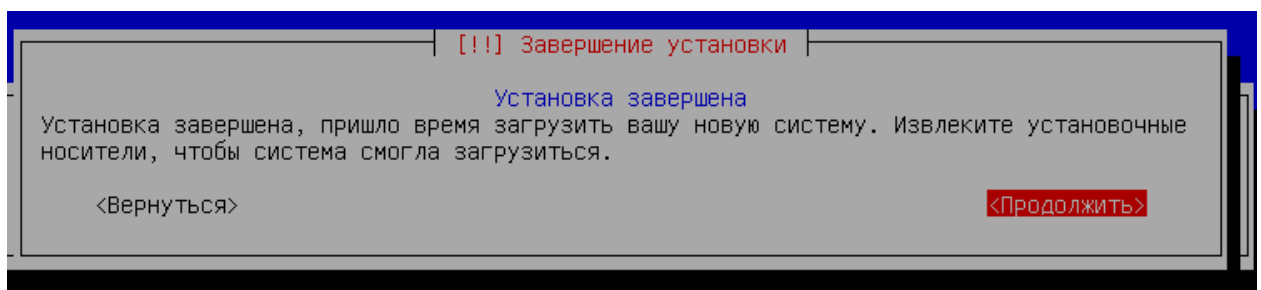 [!!] Завершение установки
Установка завершена
Установка завершена, пришло время загрузить вашу новую систему. Извлеките установочные
носители, чтобы система смогла загрузиться.
<Вернуться> <Продолжить>